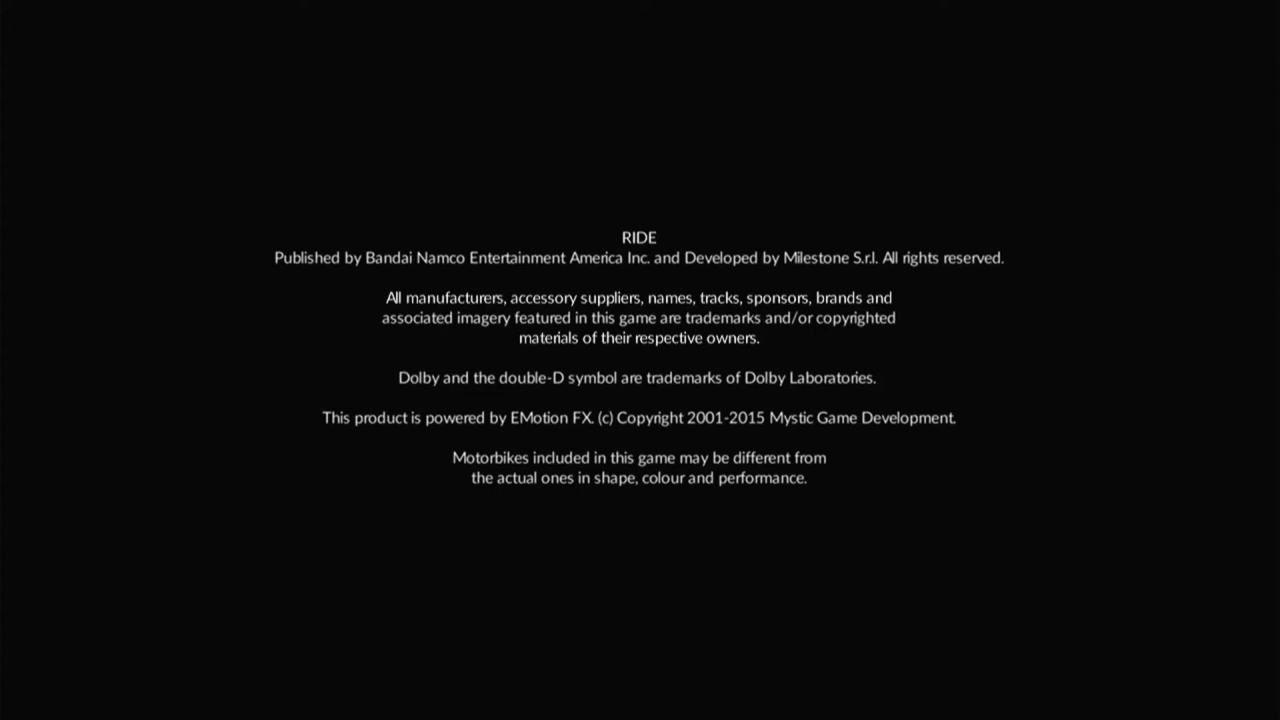 RIDE
Published by Bandai Namco Entertainment America Inc. and Developed by Milestone S.r.l. All rights reserved.
All manufacturers, accessory suppliers, names, tracks, sponsors, brands and
associated imagery featured in this game are trademarks and/or copyrighted
materials of their respective owners.
Dolby and the double-D symbol are trademarks of Dolby Laboratories.
This product is powered by EMotion FX. (c) Copyright 2001-2015 Mystic Game Development.
Motorbikes included in this game may be different from
the actual ones in shape, colour and performance.